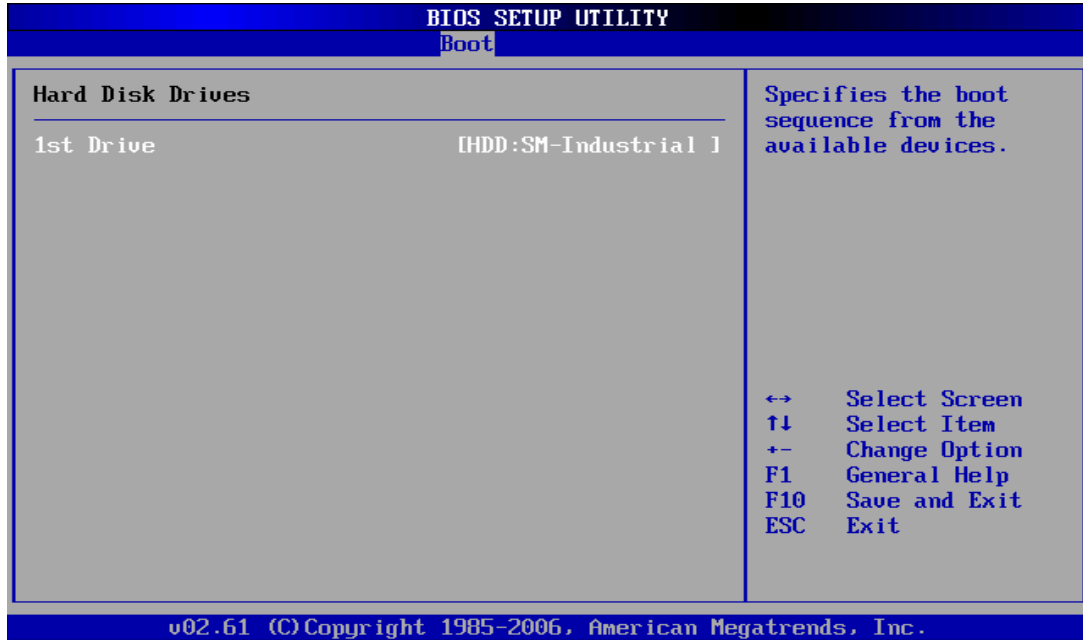 BIOS SETUP UTILITY
Boot
Hard Disk Drives
1st Drive [HDD:SM-Industrial ]
Specifies the boot
sequence from the
available devices.
←→ Select Screen
↑↓ Select Item
+- Change Option
F1 General Help
F10 Save and Exit
ESC Exit
v02.61 (C)Copyright 1985-2006, American Megatrends, Inc.